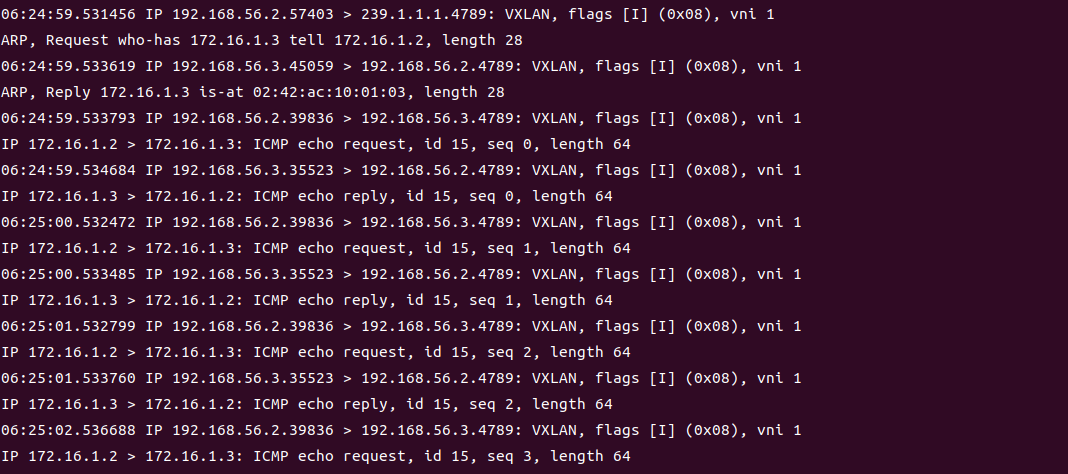 06:24:59.531456 IP 192.168.56.2.57403 > 239.1.1.1.4789: VXLAN, flags [I] (0x08), vni 1
ARP, Request who-has 172.16.1.3 tell 172.16.1.2, length 28
06:24:59.533619 IP 192.168.56.3.45059 > 192.168.56.2.4789: VXLAN, flags [I] (0x08), vni 1
ARP, Reply 172.16.1.3 is-at 02:42:ac:10:01:03, length 28
06:24:59.533793 IP 192.168.56.2.39836 > 192.168.56.3.4789: VXLAN, flags [I] (0x08), vni 1
IP 172.16.1.2 > 172.16.1.3: ICMP echo request, id 15, seq 0, length 64
06:24:59.534684 IP 192.168.56.3.35523 > 192.168.56.2.4789: VXLAN, flags [I] (0x08), vni 1
IP 172.16.1.3 > 172.16.1.2: ICMP echo reply, id 15, seq 0, length 64
06:25:00.532472 IP 192.168.56.2.39836 > 192.168.56.3.4789: VXLAN, flags [I] (0x08), vni 1
IP 172.16.1.2 > 172.16.1.3: ICMP echo request, id 15, seq 1, length 64
06:25:00.533485 IP 192.168.56.3.35523 > 192.168.56.2.4789: VXLAN, flags [I] (0x08), vni 1
IP 172.16.1.3 > 172.16.1.2: ICMP echo reply, id 15, seq 1, length 64
06:25:01.532799 IP 192.168.56.2.39836 > 192.168.56.3.4789: VXLAN, flags [I] (0x08), vni 1
IP 172.16.1.2 > 172.16.1.3: ICMP echo request, id 15, seq 2, length 64
06:25:01.533760 IP 192.168.56.3.35523 > 192.168.56.2.4789: VXLAN, flags [I] (0x08), vni 1
IP 172.16.1.3 > 172.16.1.2: ICMP echo reply, id 15, seq 2, length 64
06:25:02.536688 IP 192.168.56.2.39836 > 192.168.56.3.4789: VXLAN, flags [I] (0x08), vni 1
IP 172.16.1.2 > 172.16.1.3: ICMP echo request, id 15, seq 3, length 64